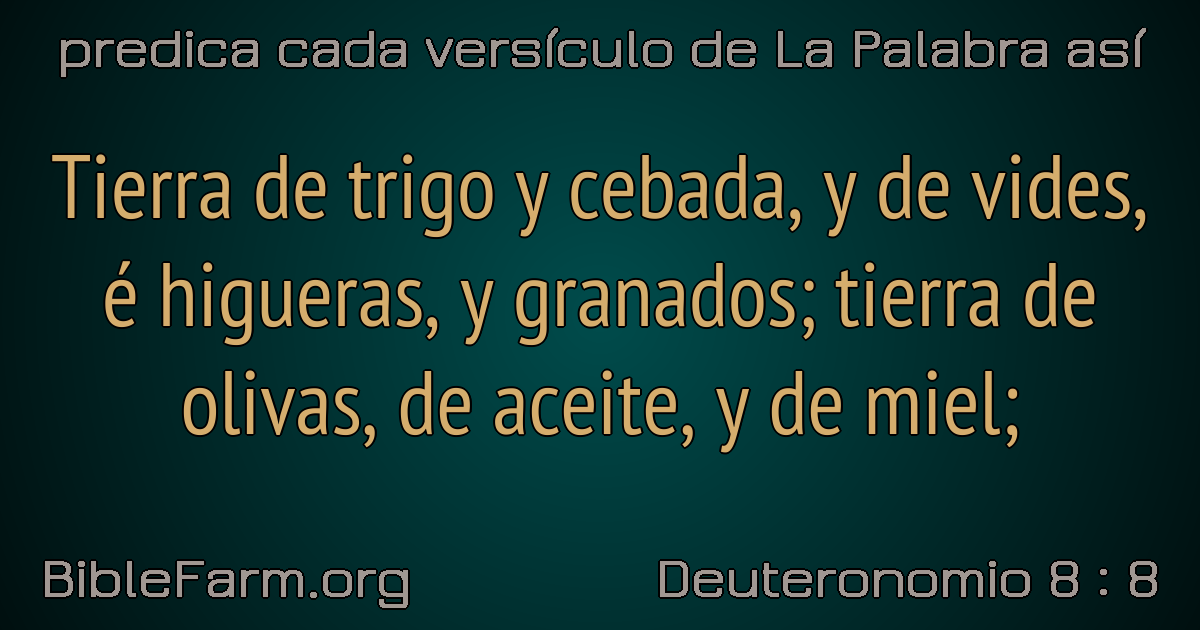 predica cada versículo de La Palabra así
Tierra de trigo y cebada, y de vides,
é higueras, y granados; tierra de
olivas, de aceite, y de miel;
BibleFarm.org
Deuteronomio 8 : 8